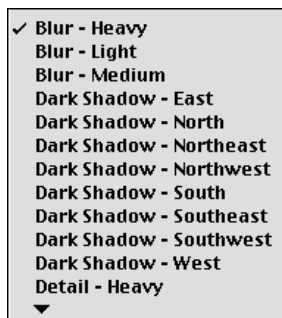 Blur - Heavy
Blur - Light
Blur - Medium
Dark Shadow - East
Dark Shadow - North
Dark Shadow - Northeast
Dark Shadow - Northwest
Dark Shadow - South
Dark Shadow - Southeast
Dark Shadow - Southwest
Dark Shadow - West
Detail - Heavy